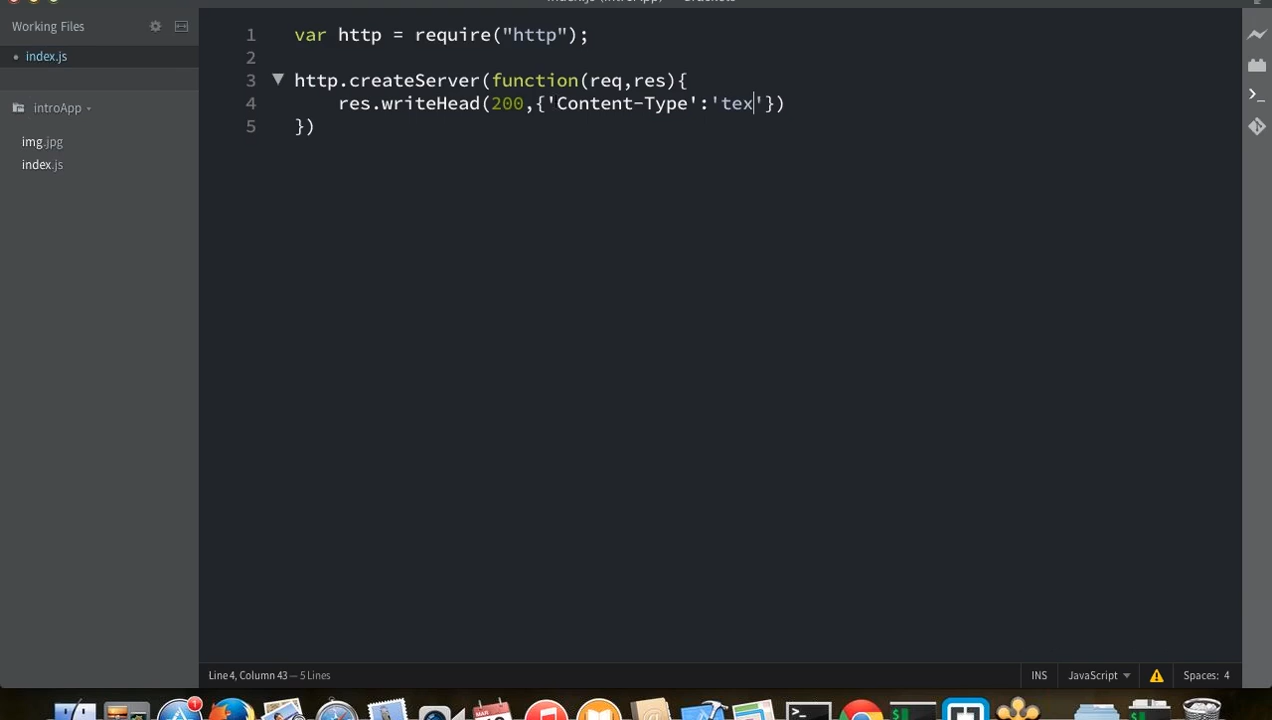 Working Files
index.js
introApp
img.jpg
index.js
1 var http = require("http");
2
3 http.createServer(function(req,res){
4 res.writeHead(200,{'Content-Type':'tex'})
5 })
Line 4, Column 43 — 5 Lines
INS
JavaScript
Spaces: 4